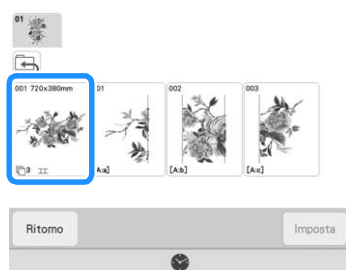 01
001 720x380mm
01
002
003
3
A:a]
[A:b]
[A:c]
Ritorno
Imposta